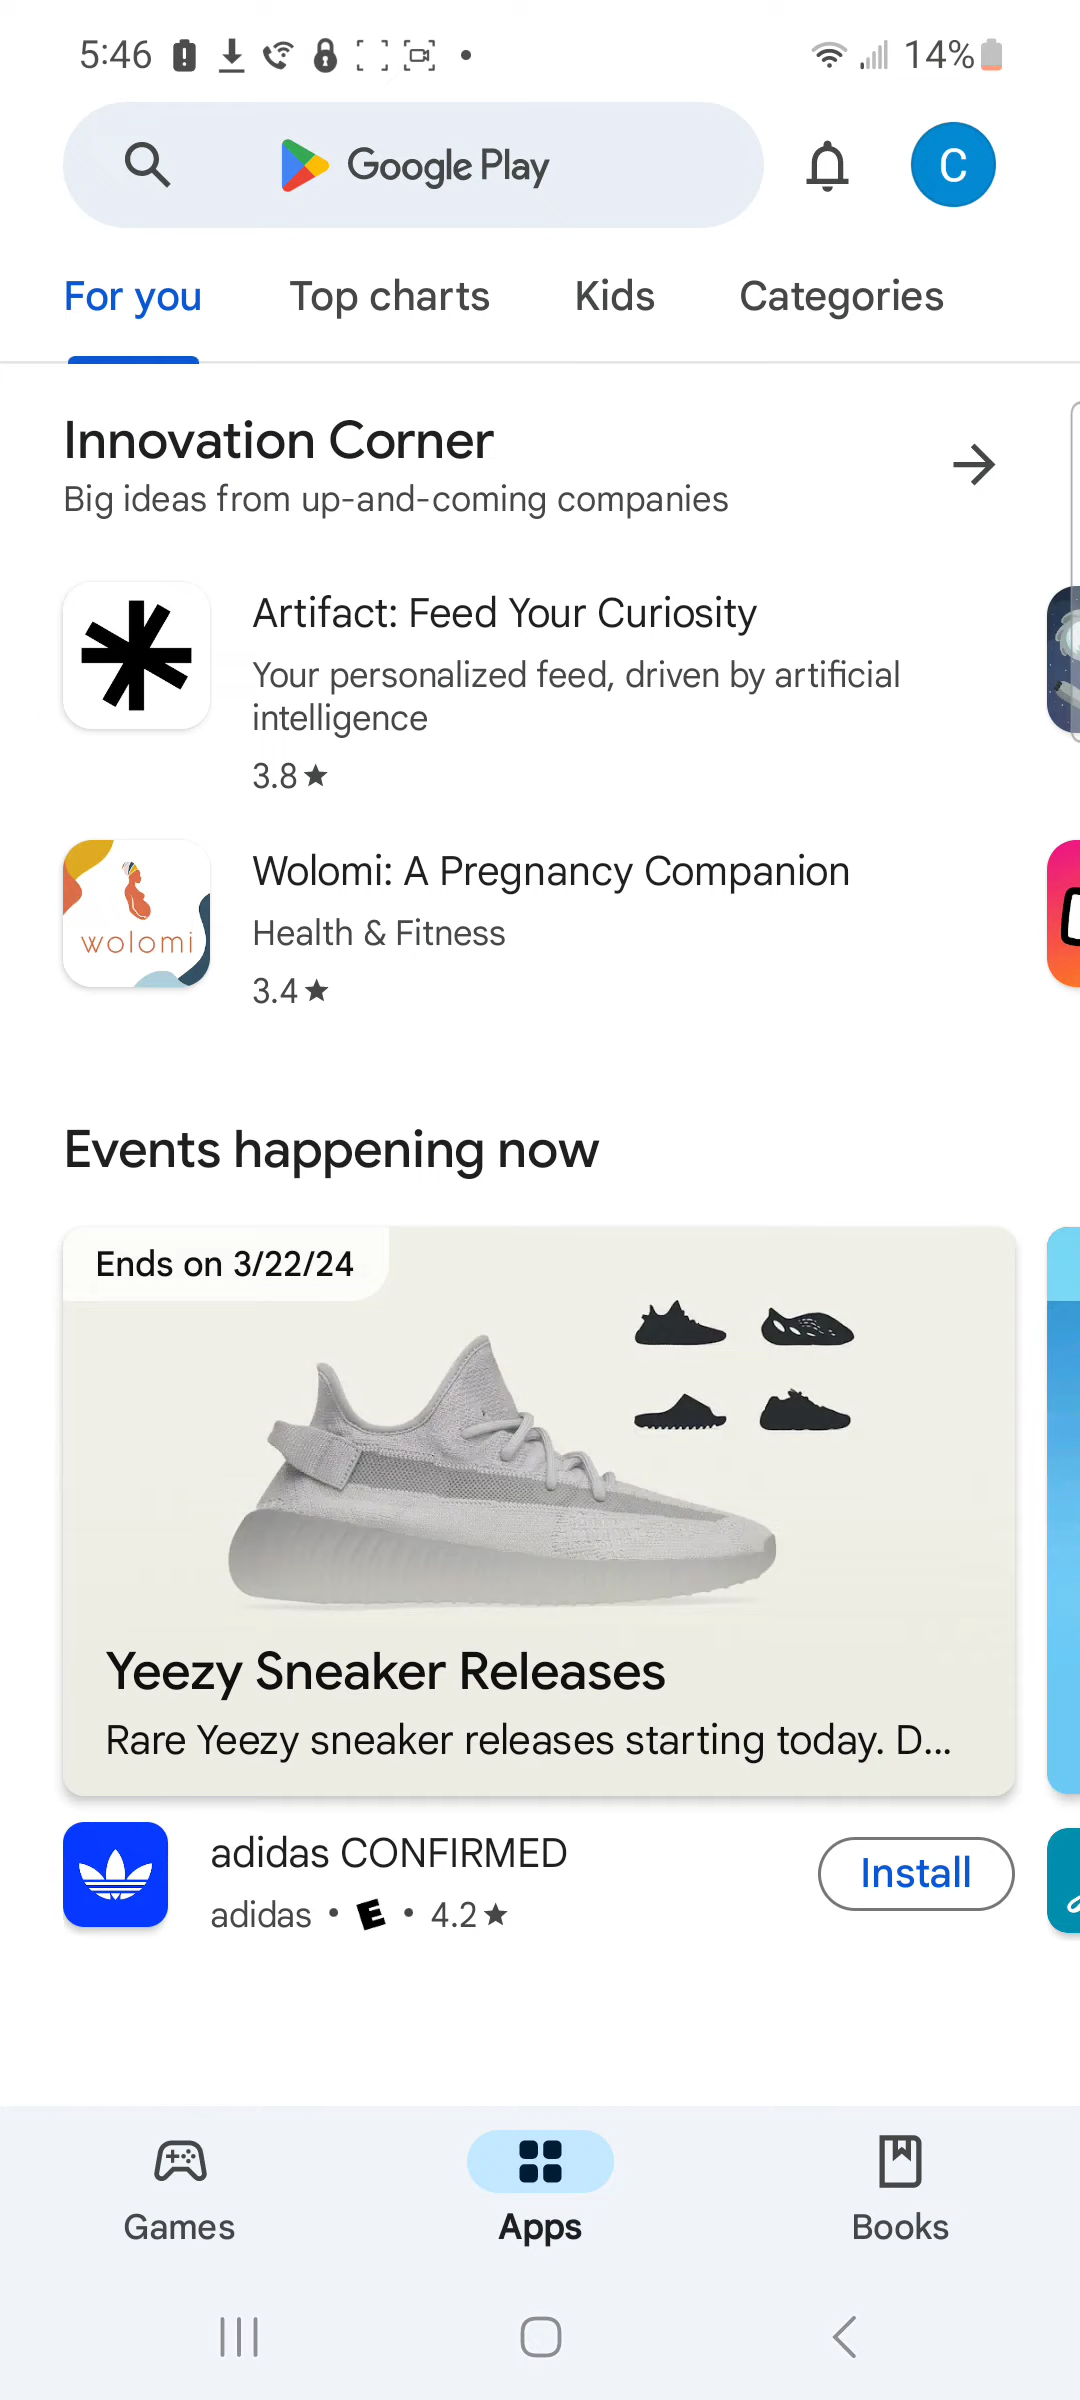 5:46
14%
Google Play
C
For you
Top charts
Kids
Categories
Innovation Corner
Big ideas from up-and-coming companies
Artifact: Feed Your Curiosity
Your personalized feed, driven by artificial
intelligence
3.8★
wolomi
Wolomi: A Pregnancy Companion
Health & Fitness
3.4★
Events happening now
Ends on 3/22/24
Yeezy Sneaker Releases
Rare Yeezy sneaker releases starting today. D...
adidas CONFIRMED
adidas • E • 4.2★
Install
Games
Apps
Books